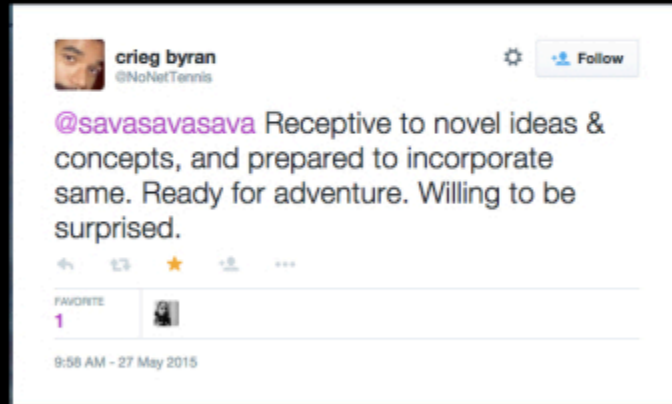 crieg byran
@NoNetTennis
Follow
@savasavasava Receptive to novel ideas &
concepts, and prepared to incorporate
same. Ready for adventure. Willing to be
surprised.
FAVORITE
1
9:58 AM - 27 May 2015